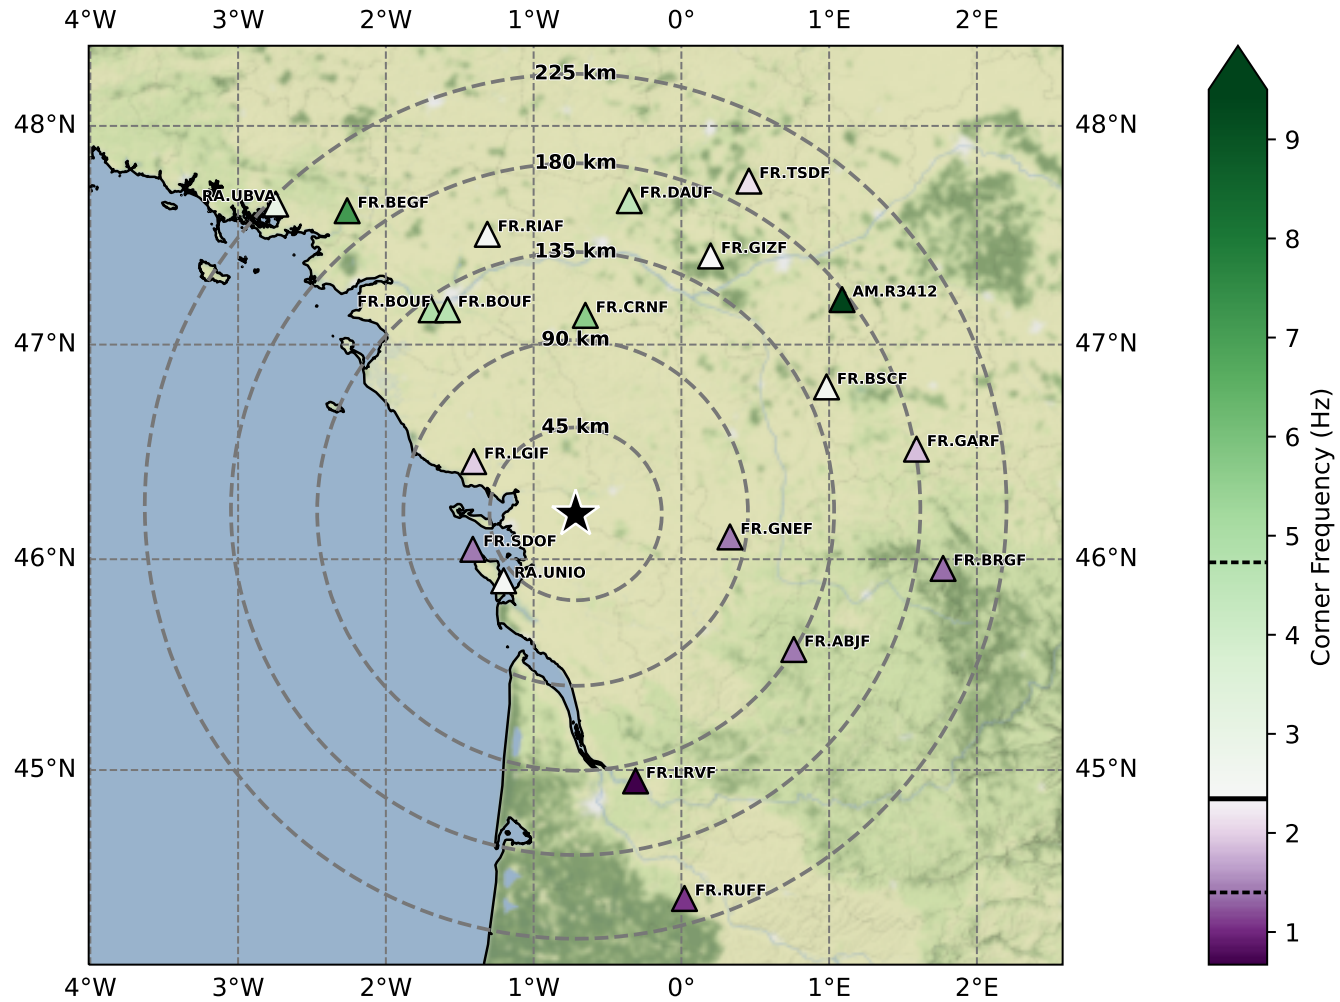 4°W 3°W 2°W 1°W 0° 1°E 2°E
225 km
48°N 48°N
180 km
FR.TSDF
RA.UBVA FR.BEGF FR.DAUF
FR.RIAF
135 km FR.GIZF
FR.BOUF FR.BOUF FR.CRNF AM.R3412
90 km
47°N 47°N
FR.BSCF
45 km
FR.GARF
FR.LGIF
FR.GNEF
FR.SDOF
46°N FR.BRGF 46°N
RA.UNIO
FR.ABJF
45°N FR.LRVF 45°N
FR.RUFF
4°W 3°W 2°W 1°W 0° 1°E 2°E
9
8
7
6
5
4
3
2
1
Corner Frequency (Hz)